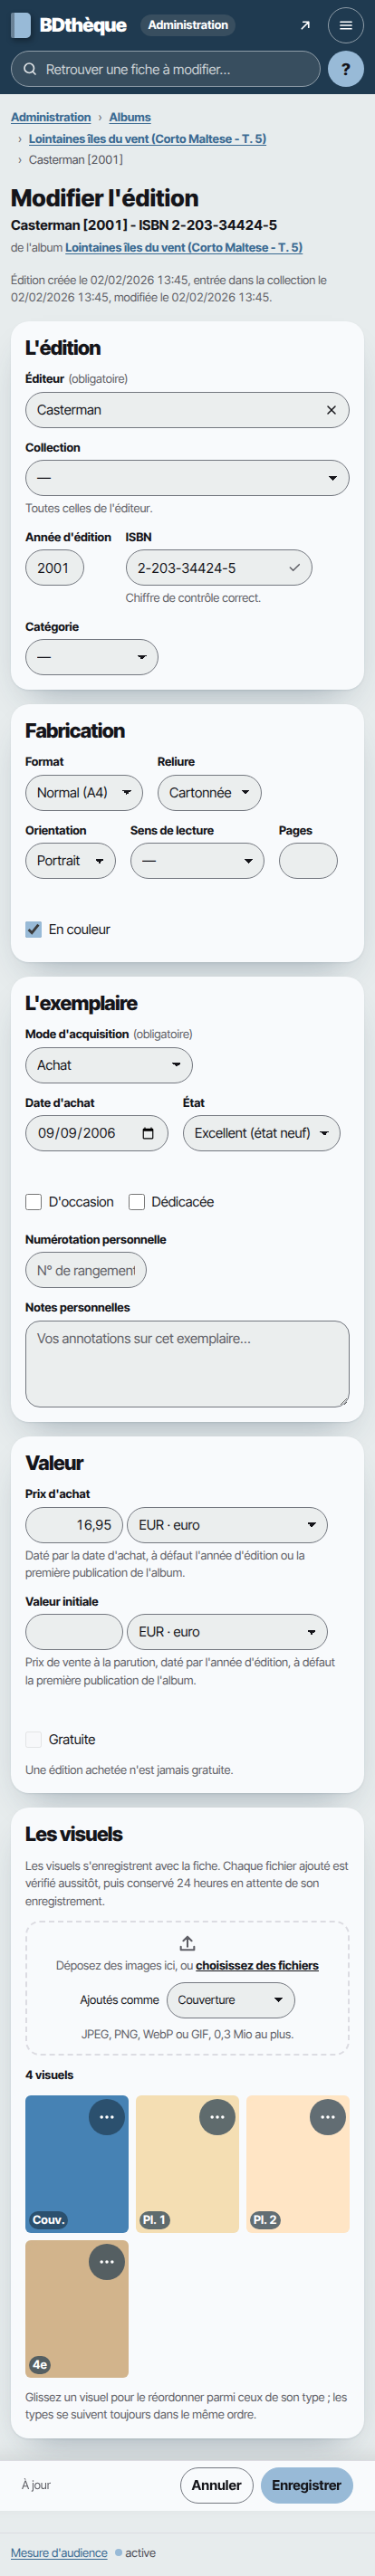 BDthèque Administration
Retrouver une fiche à modifier... ?
Administration › Albums
› Lointaines îles du vent (Corto Maltese - T. 5)
› Casterman [2001]
Modifier l'édition
Casterman [2001] - ISBN 2-203-34424-5
de l'album Lointaines îles du vent (Corto Maltese - T. 5)
Édition créée le 02/02/2026 13:45, entrée dans la collection le
02/02/2026 13:45, modifiée le 02/02/2026 13:45.
L'édition
Éditeur (obligatoire)
Casterman
Collection
—
Toutes celles de l'éditeur.
Année d'édition ISBN
2001 2-203-34424-5
Chiffre de contrôle correct.
Catégorie
—
Fabrication
Format Reliure
Normal (A4) Cartonnée
Orientation Sens de lecture Pages
Portrait —
En couleur
L'exemplaire
Mode d'acquisition (obligatoire)
Achat
Date d'achat État
09/09/2006 Excellent (état neuf)
D'occasion Dédicacée
Numérotation personnelle
N° de rangement
Notes personnelles
Vos annotations sur cet exemplaire...
Valeur
Prix d'achat
16,95 EUR · euro
Daté par la date d'achat, à défaut l'année d'édition ou la
première publication de l'album.
Valeur initiale
EUR · euro
Prix de vente à la parution, daté par l'année d'édition, à défaut
la première publication de l'album.
Gratuite
Une édition achetée n'est jamais gratuite.
Les visuels
Les visuels s'enregistrent avec la fiche. Chaque fichier ajouté est
vérifié aussitôt, puis conservé 24 heures en attente de son
enregistrement.
Déposez des images ici, ou choisissez des fichiers
Ajoutés comme Couverture
JPEG, PNG, WebP ou GIF, 0,3 Mio au plus.
4 visuels
Couv. Pl. 1 Pl. 2
4e
Glissez un visuel pour le réordonner parmi ceux de son type ; les
types se suivent toujours dans le même ordre.
À jour Annuler Enregistrer
Mesure d'audience active